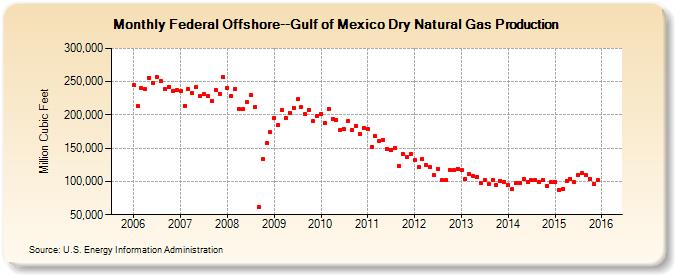 Monthly Federal Offshore--Gulf of Mexico Dry Natural Gas Production
Million Cubic Feet
300,000
250,000
200,000
150,000
100,000
50,000
2006 2007 2008 2009 2010 2011 2012 2013 2014 2015 2016
Source: U.S. Energy Information Administration